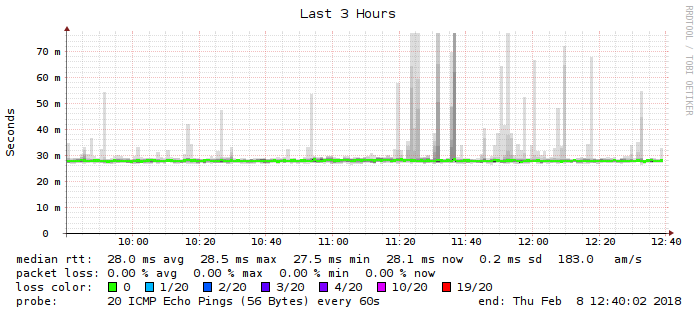 Last 3 Hours
RRDTOOL / TOBI OETIKER
Seconds
70 m
60 m
50 m
40 m
30 m
20 m
10 m
0
10:00 10:20 10:40 11:00 11:20 11:40 12:00 12:20 12:40
median rtt: 28.0 ms avg 28.5 ms max 27.5 ms min 28.1 ms now 0.2 ms sd 183.0 am/s
packet loss: 0.00 % avg 0.00 % max 0.00 % min 0.00 % now
loss color: 0 1/20 2/20 3/20 4/20 10/20 19/20
probe: 20 ICMP Echo Pings (56 Bytes) every 60s end: Thu Feb 8 12:40:02 2018